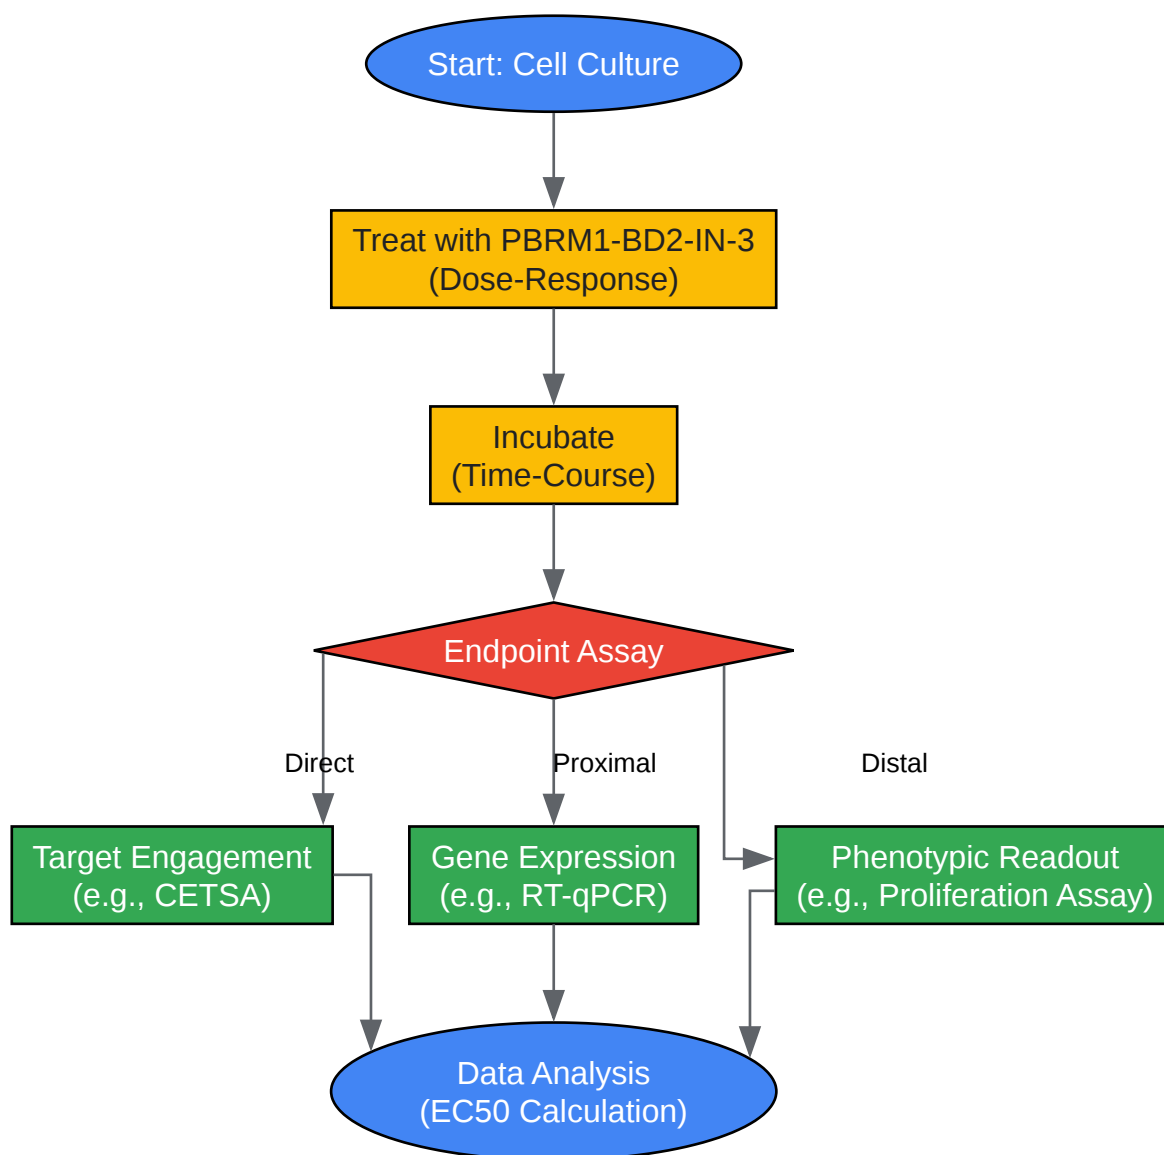 Start: Cell Culture
Treat with PBRM1-BD2-IN-3
(Dose-Response)
Incubate
(Time-Course)
Endpoint Assay
Direct
Proximal
Distal
Target Engagement
(e.g., CETSA)
Gene Expression
(e.g., RT-qPCR)
Phenotypic Readout
(e.g., Proliferation Assay)
Data Analysis
(EC50 Calculation)